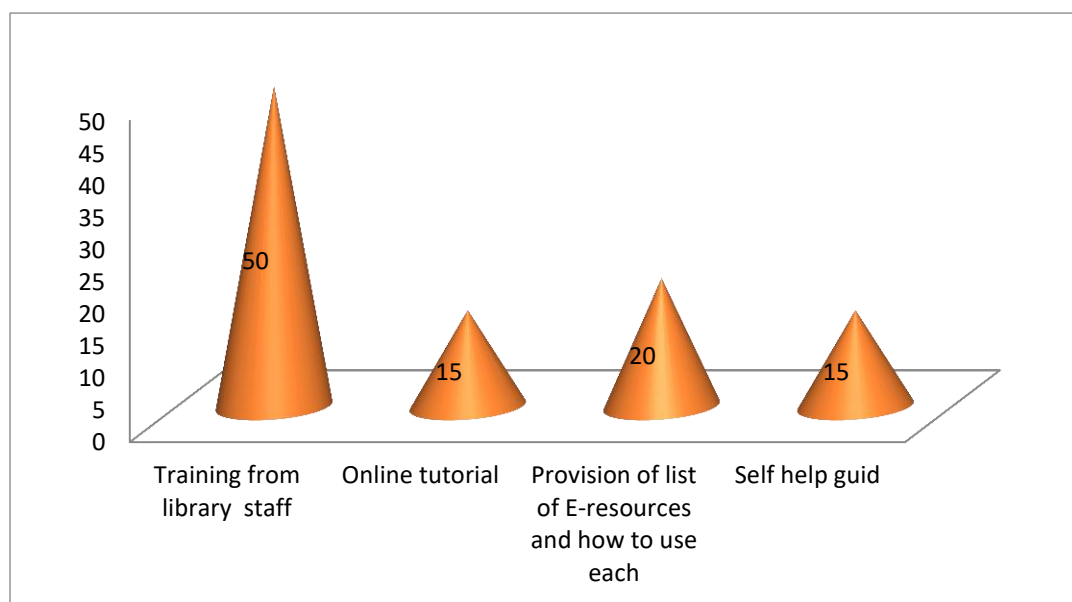 50
45
40
35
30
25
20
15
10
5
0
50
15
20
15
Training from
library staff
Online tutorial
Provision of list
of E-resources
and how to use
each
Self help guid